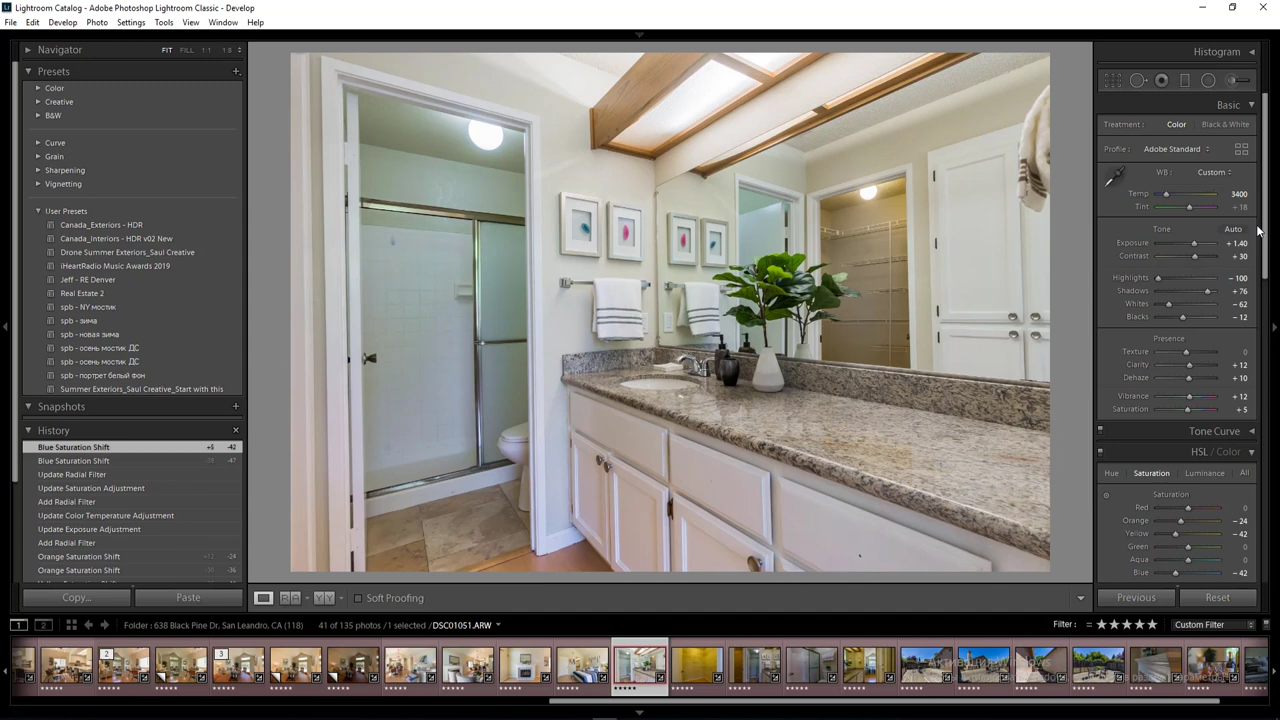 Lightroom Catalog - Adobe Photoshop Lightroom Classic - Develop
File Edit Develop Photo Settings Tools View Window Help
Navigator FIT FILL 1:1 1:8
Presets
Color
Creative
B&W
Curve
Grain
Sharpening
Vignetting
User Presets
Canada_Exteriors - HDR
Canada_Interiors - HDR v02 New
Drone Summer Exteriors_Saul Creative
iHeartRadio Music Awards 2019
Jeff - RE Denver
Real Estate 2
spb - NY мостик
spb - зима
spb - новая зима
spb - осень мостик ДС
spb - осень мостик ДС
spb - портрет белый фон
Summer Exteriors_Saul Creative_Start with this
Snapshots
History
Blue Saturation Shift +5 -42
Blue Saturation Shift -47
Update Radial Filter
Update Saturation Adjustment
Add Radial Filter
Update Color Temperature Adjustment
Update Exposure Adjustment
Add Radial Filter
Orange Saturation Shift +12 -24
Orange Saturation Shift -36
Copy... Paste
Soft Proofing
Histogram
Basic
Treatment: Color Black & White
Profile: Adobe Standard
WB: Custom
Temp 3400
Tint + 18
Tone Auto
Exposure + 1,40
Contrast + 30
Highlights - 100
Shadows + 76
Whites - 62
Blacks - 12
Presence
Texture 0
Clarity + 12
Dehaze + 10
Vibrance + 12
Saturation + 5
Tone Curve
HSL / Color
Hue Saturation Luminance All
Saturation
Red 0
Orange - 24
Yellow - 42
Green 0
Aqua 0
Blue - 42
Previous Reset
1 2 Folder : 638 Black Pine Dr, San Leandro, CA (118) 41 of 135 photos /1 selected /DSC01051.ARW Filter : Custom Filter
2 3